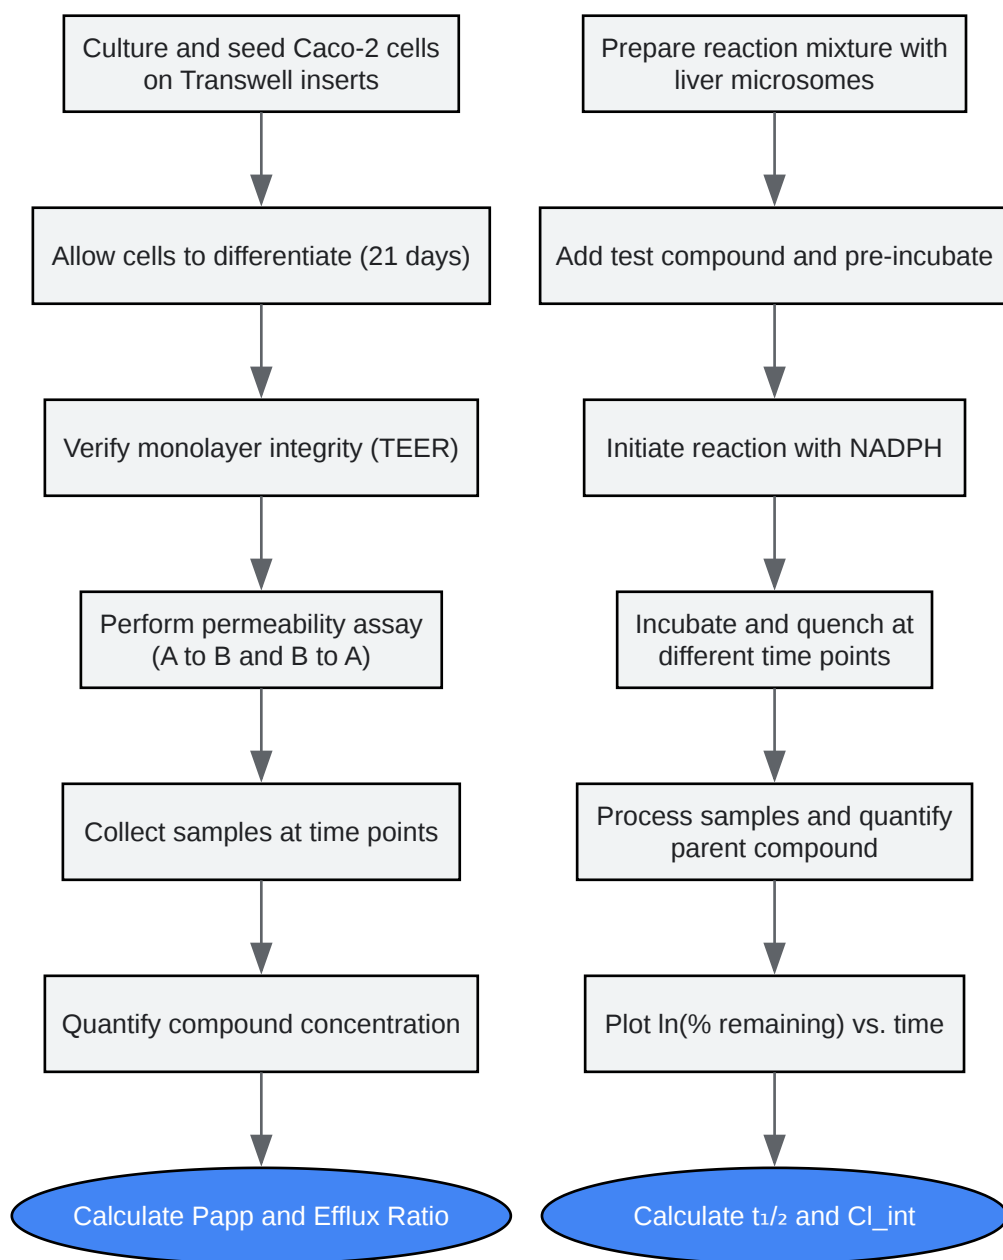 Culture and seed Caco-2 cells
on Transwell inserts
Allow cells to differentiate (21 days)
Verify monolayer integrity (TEER)
Perform permeability assay
(A to B and B to A)
Collect samples at time points
Quantify compound concentration
Calculate Papp and Efflux Ratio
Prepare reaction mixture with
liver microsomes
Add test compound and pre-incubate
Initiate reaction with NADPH
Incubate and quench at
different time points
Process samples and quantify
parent compound
Plot ln(% remaining) vs. time
Calculate t₁/₂ and Cl_int